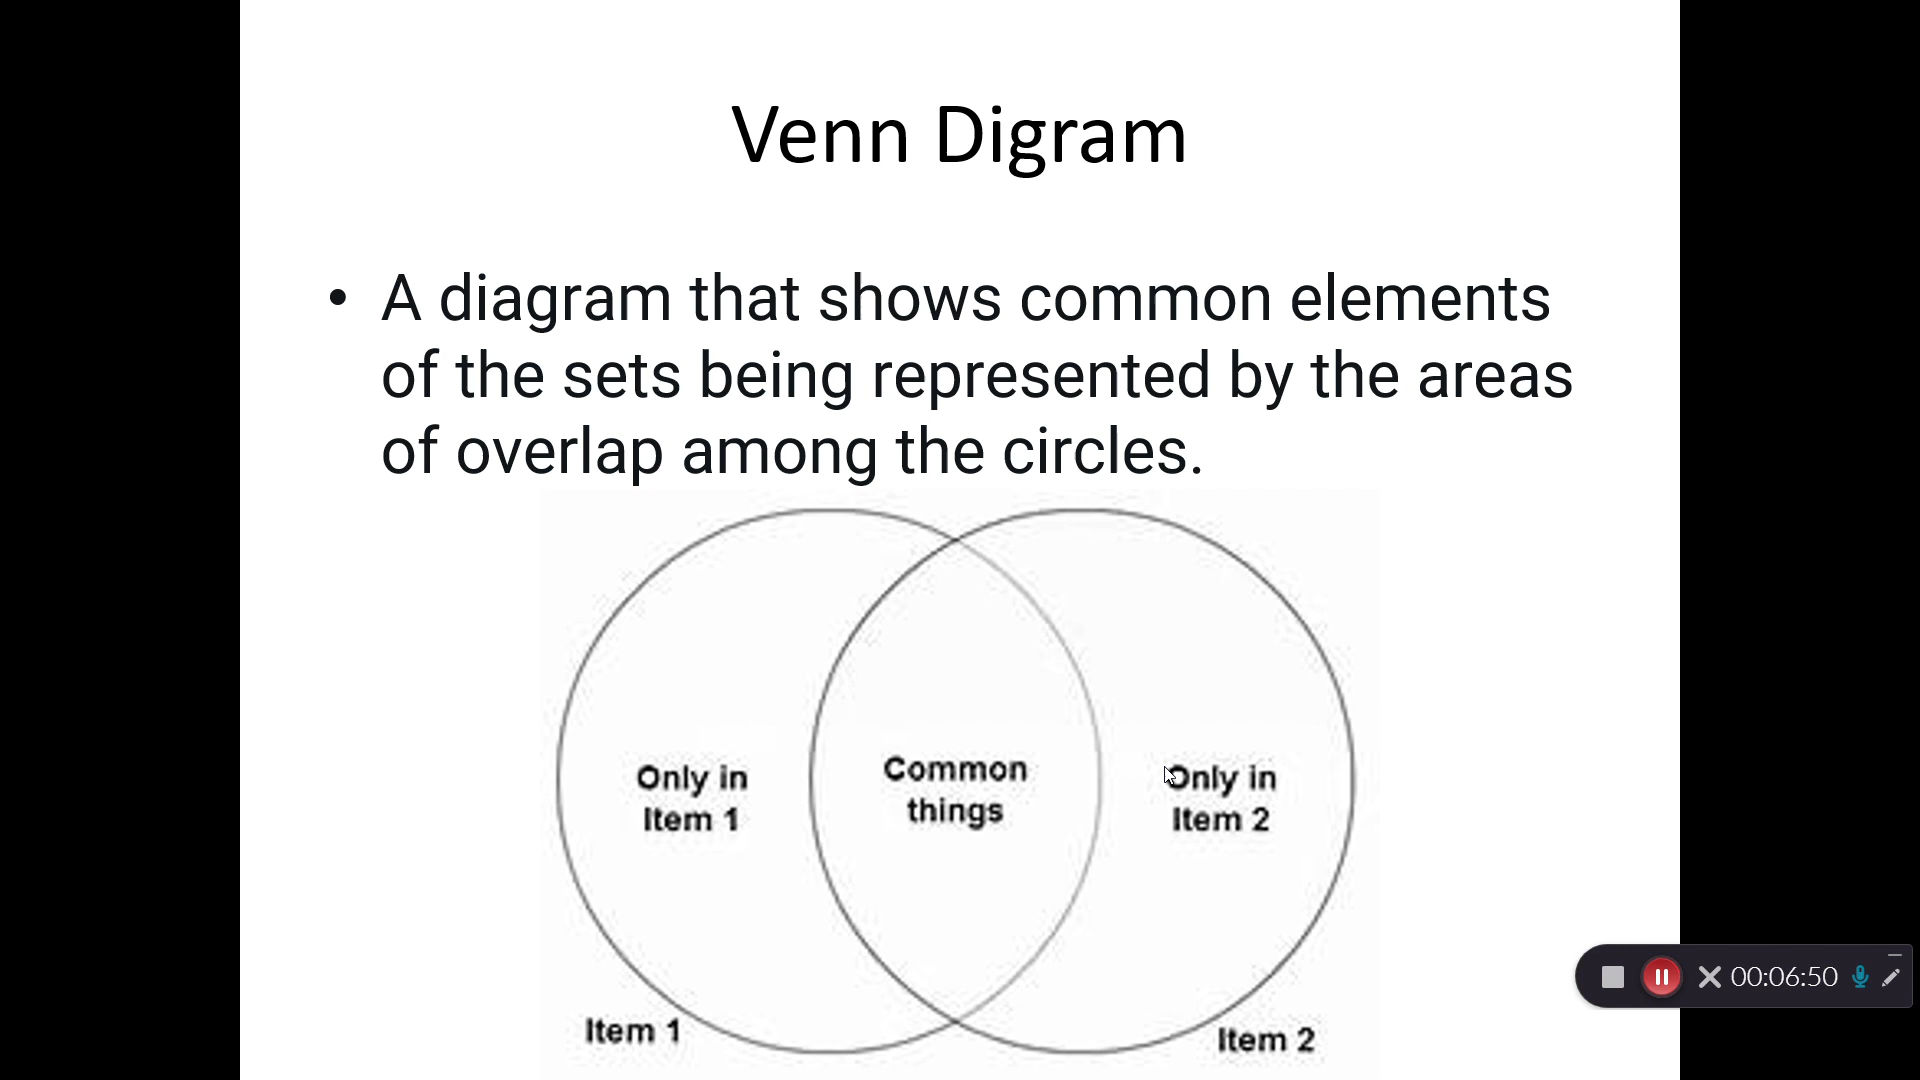 Venn Digram
• A diagram that shows common elements
of the sets being represented by the areas
of overlap among the circles.
Only in
Item 1
Common
things
Only in
Item 2
Item 1
Item 2
00:06:50